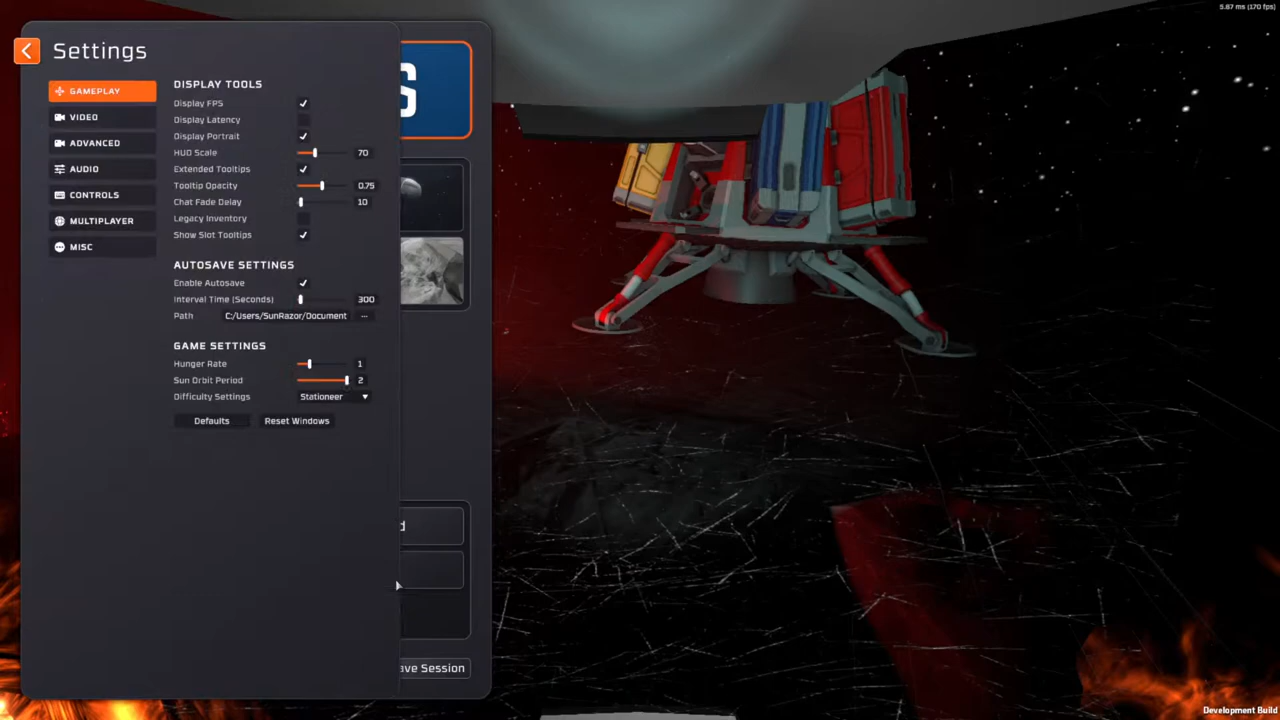 5.87 ms (170 fps)
Settings
GAMEPLAY
VIDEO
ADVANCED
AUDIO
CONTROLS
MULTIPLAYER
MISC
DISPLAY TOOLS
Display FPS
Display Latency
Display Portrait
HUD Scale 70
Extended Tooltips
Tooltip Opacity 0.75
Chat Fade Delay 10
Legacy Inventory
Show Slot Tooltips
AUTOSAVE SETTINGS
Enable Autosave
Interval Time (Seconds) 300
Path C:/Users/SunRazor/Document ...
GAME SETTINGS
Hunger Rate 1
Sun Orbit Period 2
Difficulty Settings Stationeer
Defaults Reset Windows
S
d
ave Session
Development Build